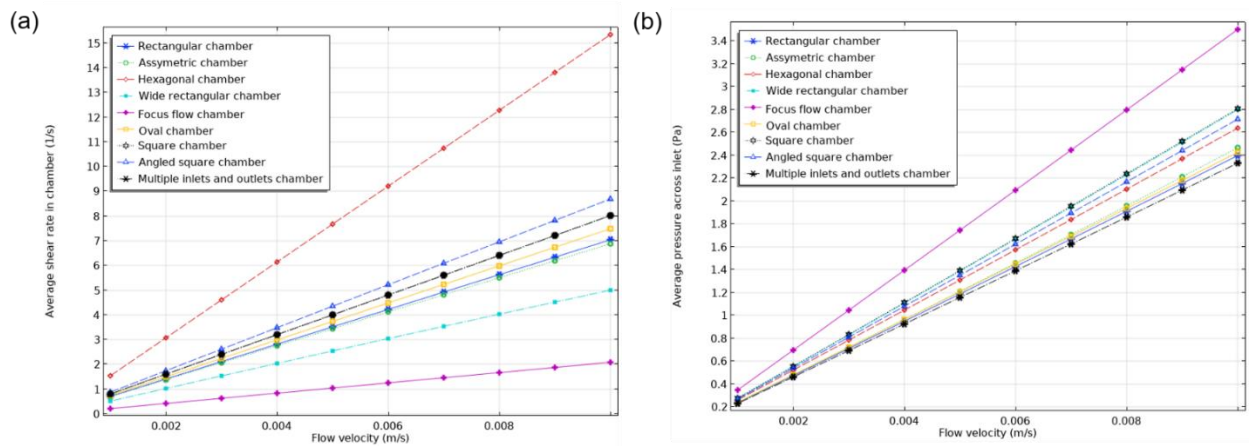 (a)
Average shear rate in chamber (1/s)
15
14
13
12
11
10
9
8
7
6
5
4
3
2
1
0
Rectangular chamber
Assymetric chamber
Hexagonal chamber
Wide rectangular chamber
Focus flow chamber
Oval chamber
Square chamber
Angled square chamber
Multiple inlets and outlets chamber
0.002
0.004
0.006
0.008
Flow velocity (m/s)
(b)
Average pressure across inlet (Pa)
3.4
3.2
3
2.8
2.6
2.4
2.2
2
1.8
1.6
1.4
1.2
1
0.8
0.6
0.4
0.2
Rectangular chamber
Assymetric chamber
Hexagonal chamber
Wide rectangular chamber
Focus flow chamber
Oval chamber
Square chamber
Angled square chamber
Multiple inlets and outlets chamber
0.002
0.004
0.006
0.008
Flow velocity (m/s)